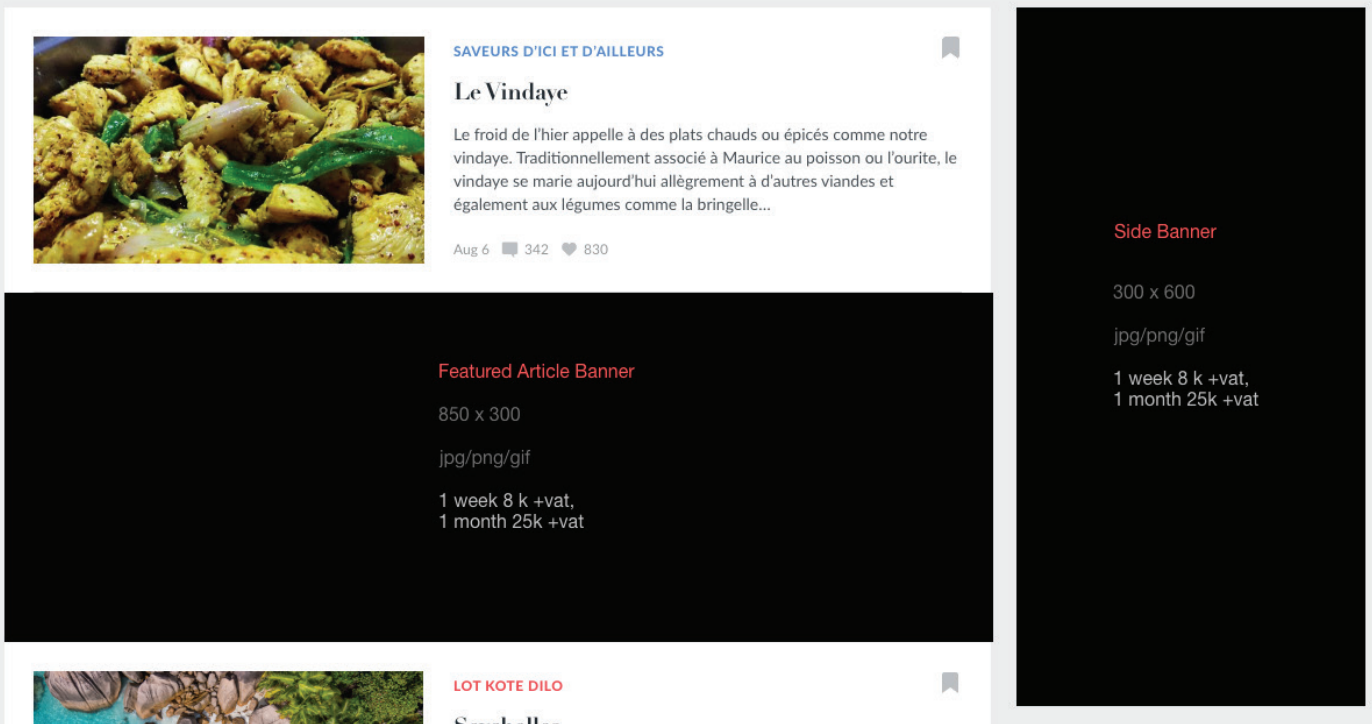 SAVEURS D’ICI ET D’AILLEURS
Le Vindaye
Le froid de l’hier appelle à des plats chauds ou épicés comme notre
vindaye. Traditionnellement associé à Maurice au poisson ou l’ourite, le
vindaye se marie aujourd’hui allègrement à d’autres viandes et
également aux légumes comme la bringelle...
Aug 6 342 830
Featured Article Banner
850 x 300
jpg/png/gif
1 week 8 k +vat,
1 month 25k +vat
LOT KOTE DILO
Side Banner
300 x 600
jpg/png/gif
1 week 8 k +vat,
1 month 25k +vat